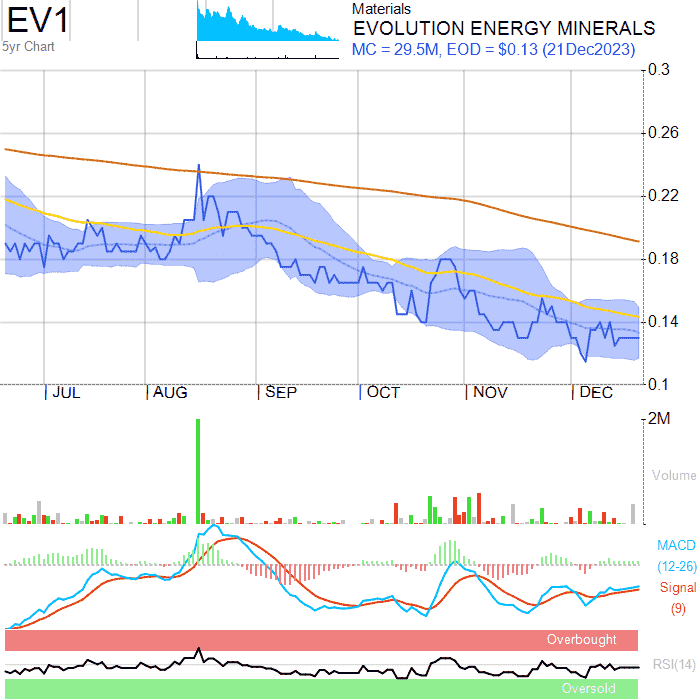 EV1
5yr Chart
Materials
EVOLUTION ENERGY MINERALS
MC = 29.5M, EOD = $0.13 (21Dec2023)
0.3
0.26
0.22
0.18
0.14
0.1
JUL AUG SEP OCT NOV DEC
2M
Volume
MACD
(12-26)
Signal
(9)
Overbought
RSI(14)
Oversold